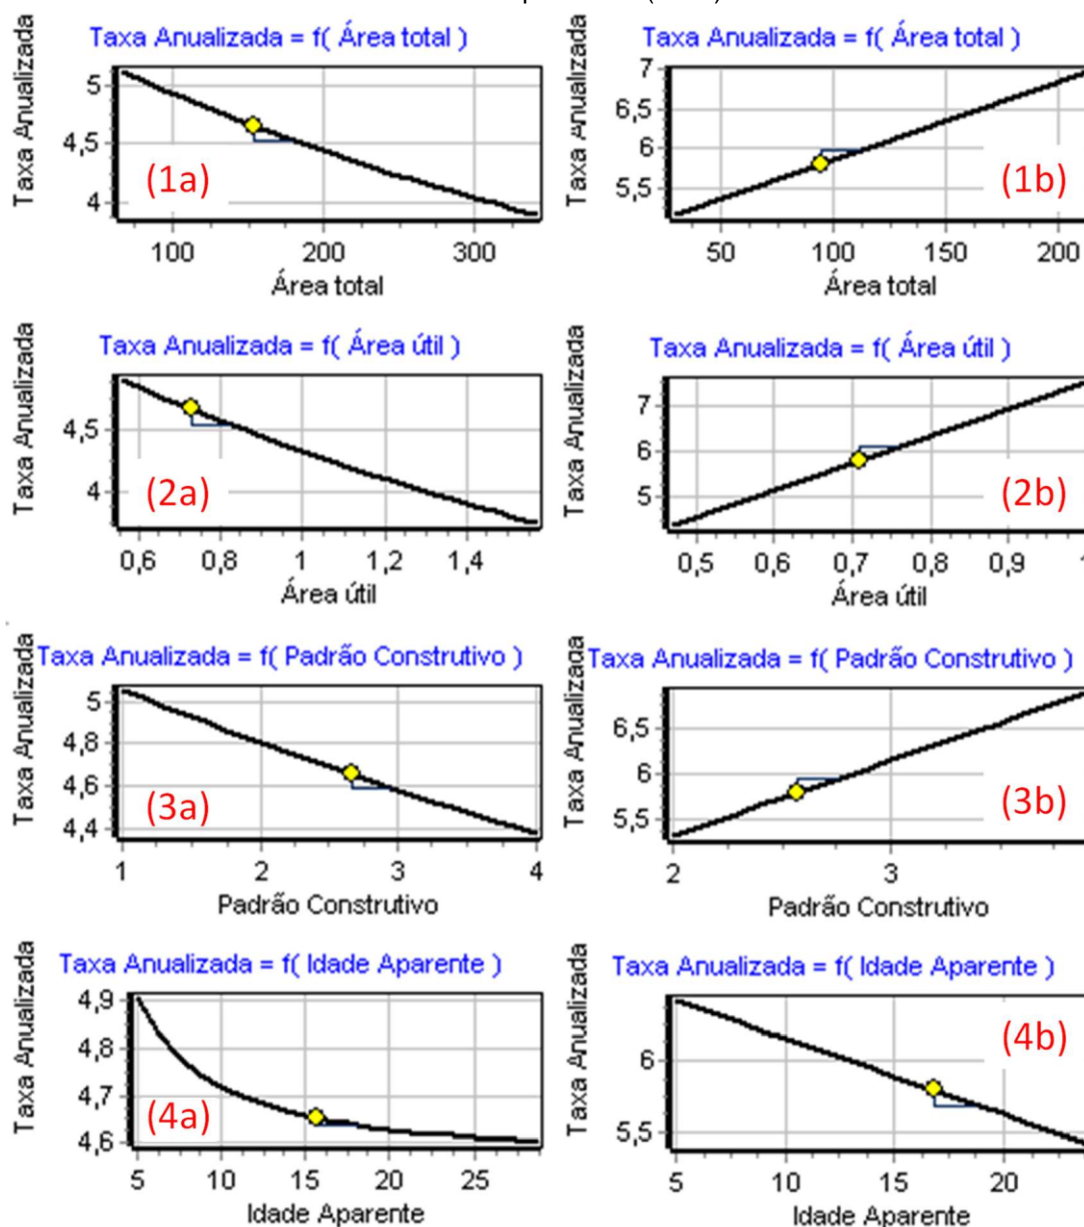 Taxa Anualizada = f( Área total )
Taxa Anualizada
5
4,5
4
(1a)
100 200 300
Área total
Taxa Anualizada = f( Área total )
Taxa Anualizada
7
6,5
6
5,5
(1b)
50 100 150 200
Área total
Taxa Anualizada = f( Área útil )
Taxa Anualizada
4,5
4
(2a)
0,6 0,8 1 1,2 1,4
Área útil
Taxa Anualizada = f( Área útil )
Taxa Anualizada
7
6
5
(2b)
0,5 0,6 0,7 0,8 0,9
Área útil
Taxa Anualizada = f( Padrão Construtivo )
Taxa Anualizada
5
4,8
4,6
4,4
(3a)
1 2 3 4
Padrão Construtivo
Taxa Anualizada = f( Padrão Construtivo )
Taxa Anualizada
6,5
6
5,5
(3b)
2 3
Padrão Construtivo
Taxa Anualizada = f( Idade Aparente )
Taxa Anualizada
4,9
4,8
4,7
4,6
(4a)
5 10 15 20 25
Idade Aparente
Taxa Anualizada = f( Idade Aparente )
Taxa Anualizada
6
5,5
(4b)
5 10 15 20
Idade Aparente